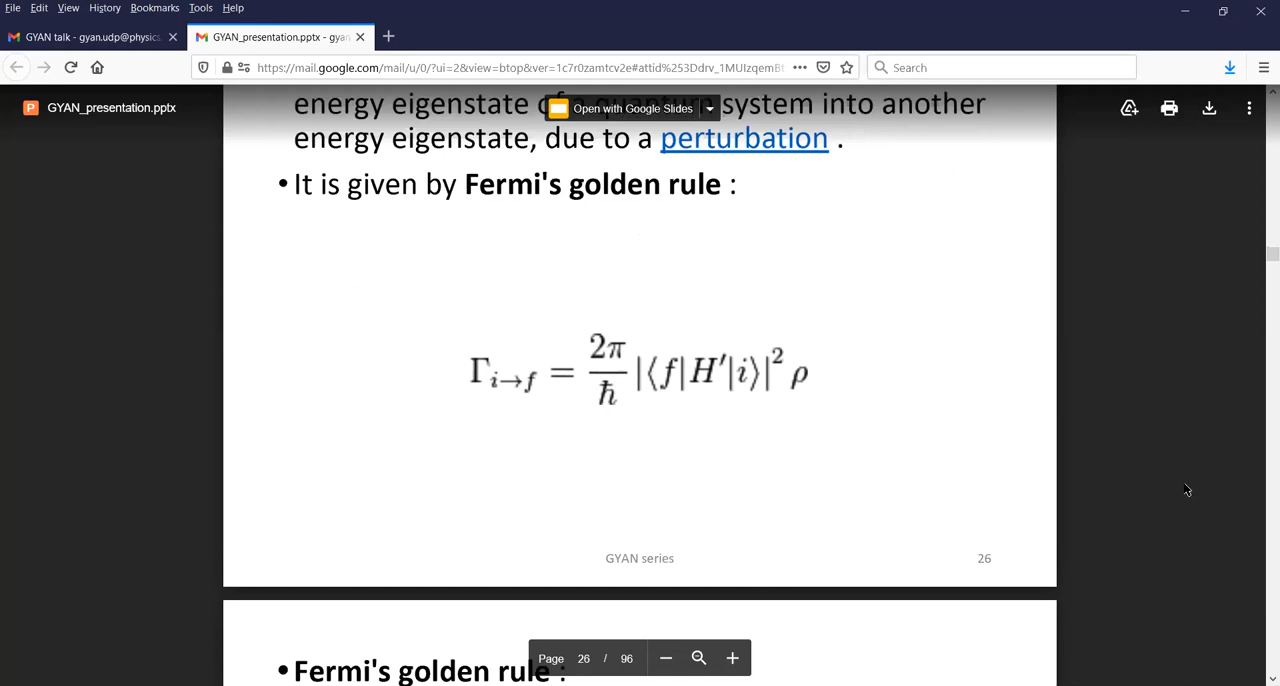 File Edit View History Bookmarks Tools Help
GYAN talk - gyan.udp@physics.
GYAN_presentation.pptx - gyan
https://mail.google.com/mail/u/0/?ui=2&view=btop&ver=1c7r0zamtcv2e#attid%253Ddrv_1MUIzqemB
Search
P GYAN_presentation.pptx
Open with Google Slides
energy eigenstate of a quantum system into another
energy eigenstate, due to a perturbation .
•It is given by Fermi's golden rule :
Γi→f = 2π/ħ |⟨f|H′|i⟩|² ρ
GYAN series 26
Page 26 / 96
•Fermi's golden rule :